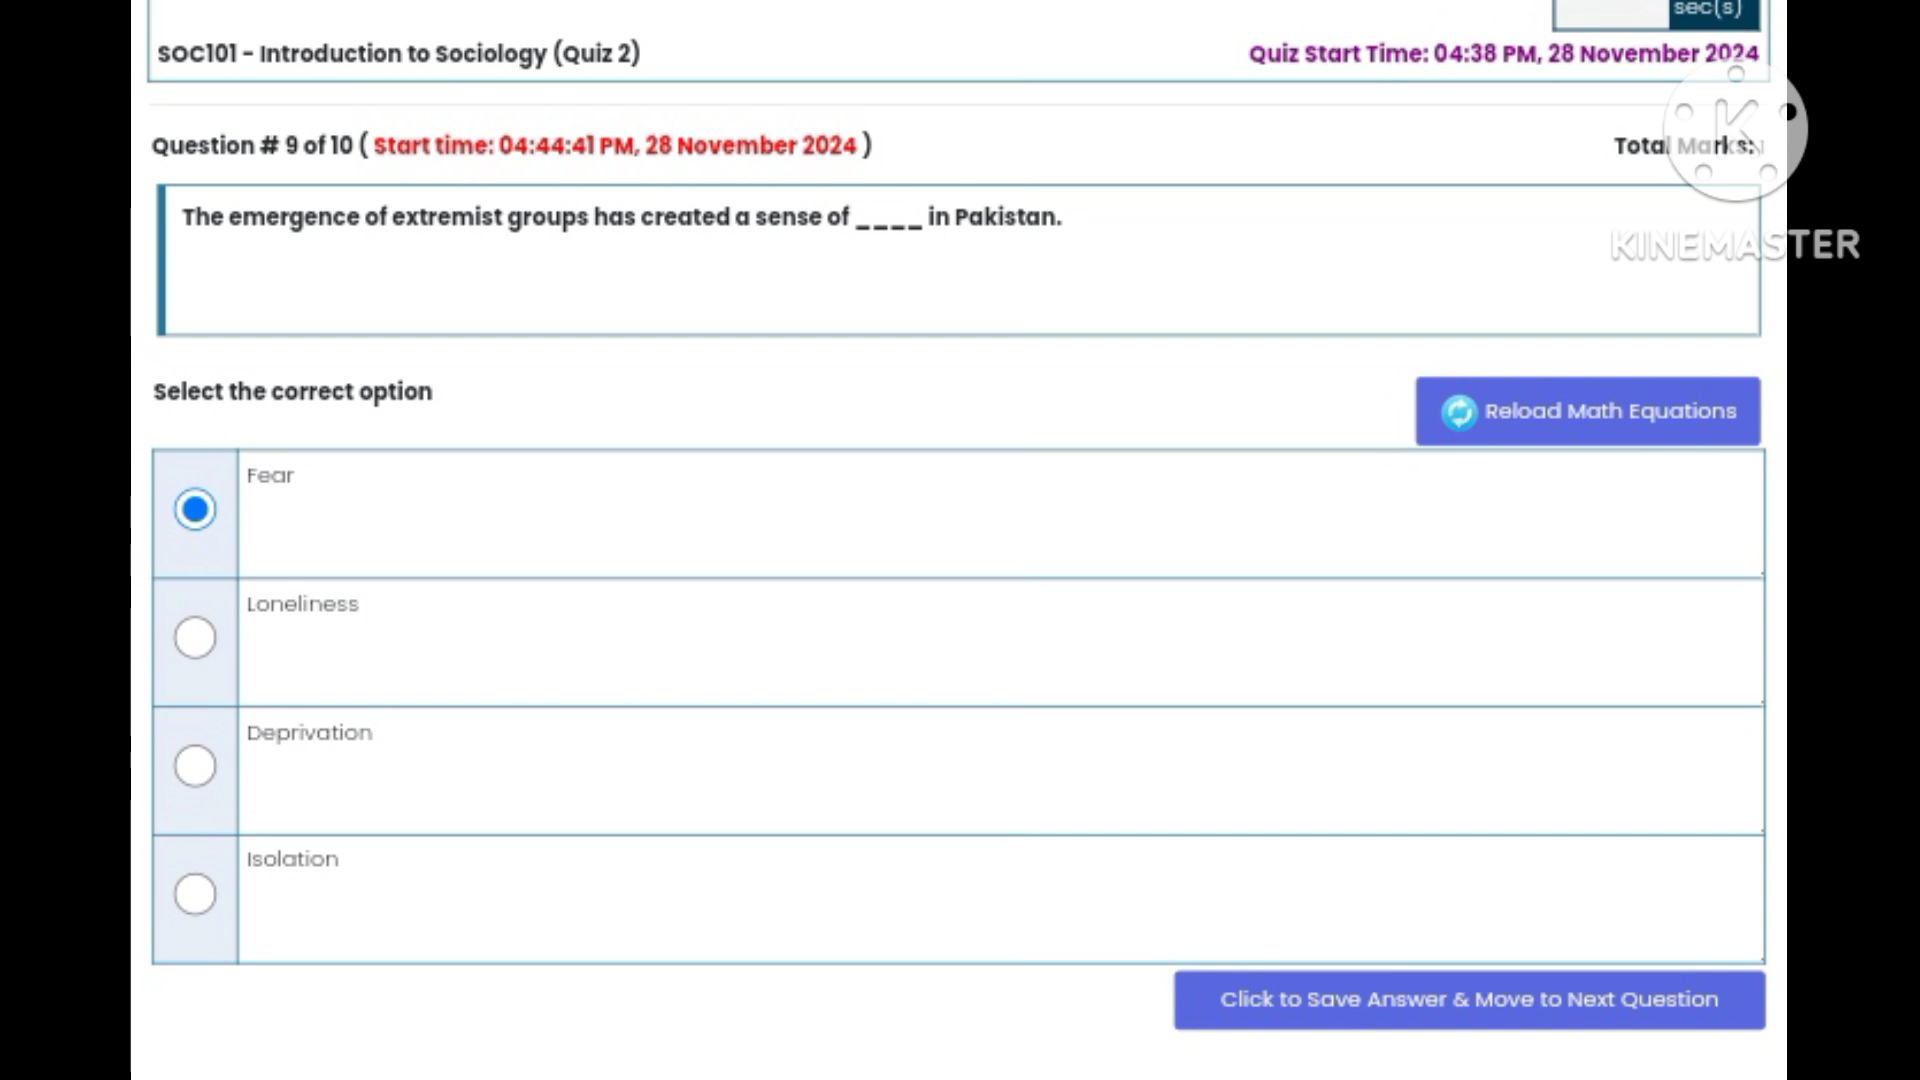 sec(s)
SOC101 - Introduction to Sociology (Quiz 2)
Quiz Start Time: 04:38 PM, 28 November 2024
Question # 9 of 10 ( Start time: 04:44:41 PM, 28 November 2024 )
Total Marks:
The emergence of extremist groups has created a sense of ____ in Pakistan.
KINEMASTER
Select the correct option
Reload Math Equations
Fear
Loneliness
Deprivation
Isolation
Click to Save Answer & Move to Next Question